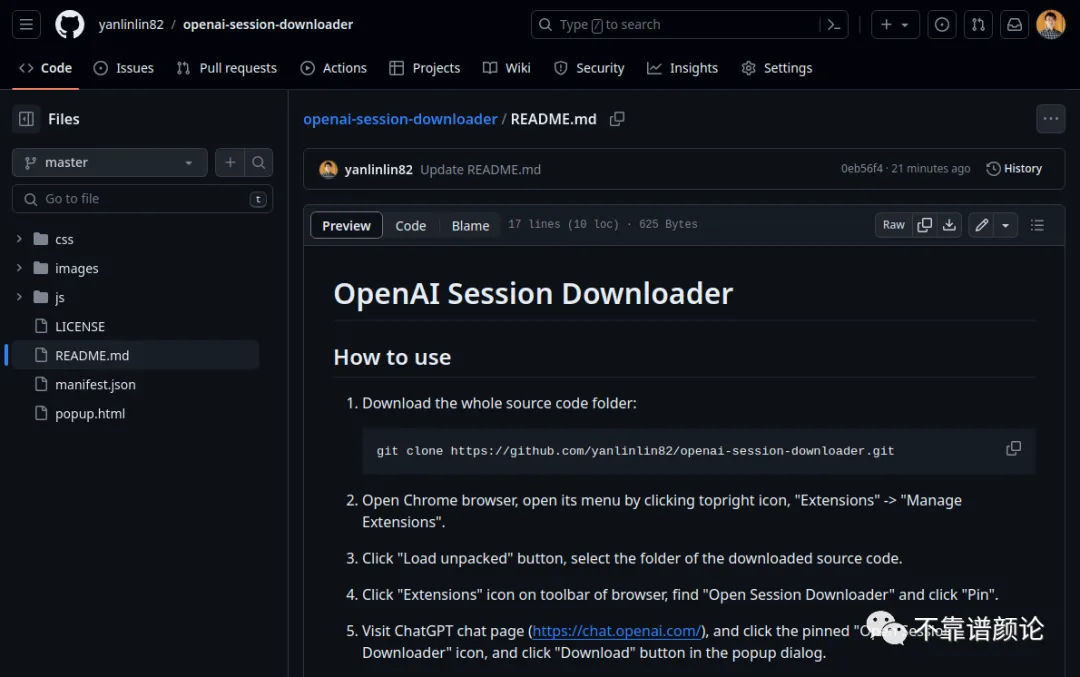 yanlinlin82 / openai-session-downloader
Type / to search
Code Issues Pull requests Actions Projects Wiki Security Insights Settings
Files
master
Go to file
t
css
images
js
LICENSE
README.md
manifest.json
popup.html
openai-session-downloader / README.md
yanlinlin82 Update README.md
0eb56f4 · 21 minutes ago History
Preview Code Blame 17 lines (10 loc) · 625 Bytes Raw
OpenAI Session Downloader
How to use
1. Download the whole source code folder:
git clone https://github.com/yanlinlin82/openai-session-downloader.git
2. Open Chrome browser, open its menu by clicking topright icon, "Extensions" -> "Manage
Extensions".
3. Click "Load unpacked" button, select the folder of the downloaded source code.
4. Click "Extensions" icon on toolbar of browser, find "Open Session Downloader" and click "Pin".
5. Visit ChatGPT chat page (https://chat.openai.com/), and click the pinned "Open Session
Downloader" icon, and click "Download" button in the popup dialog.
不靠谱颜论